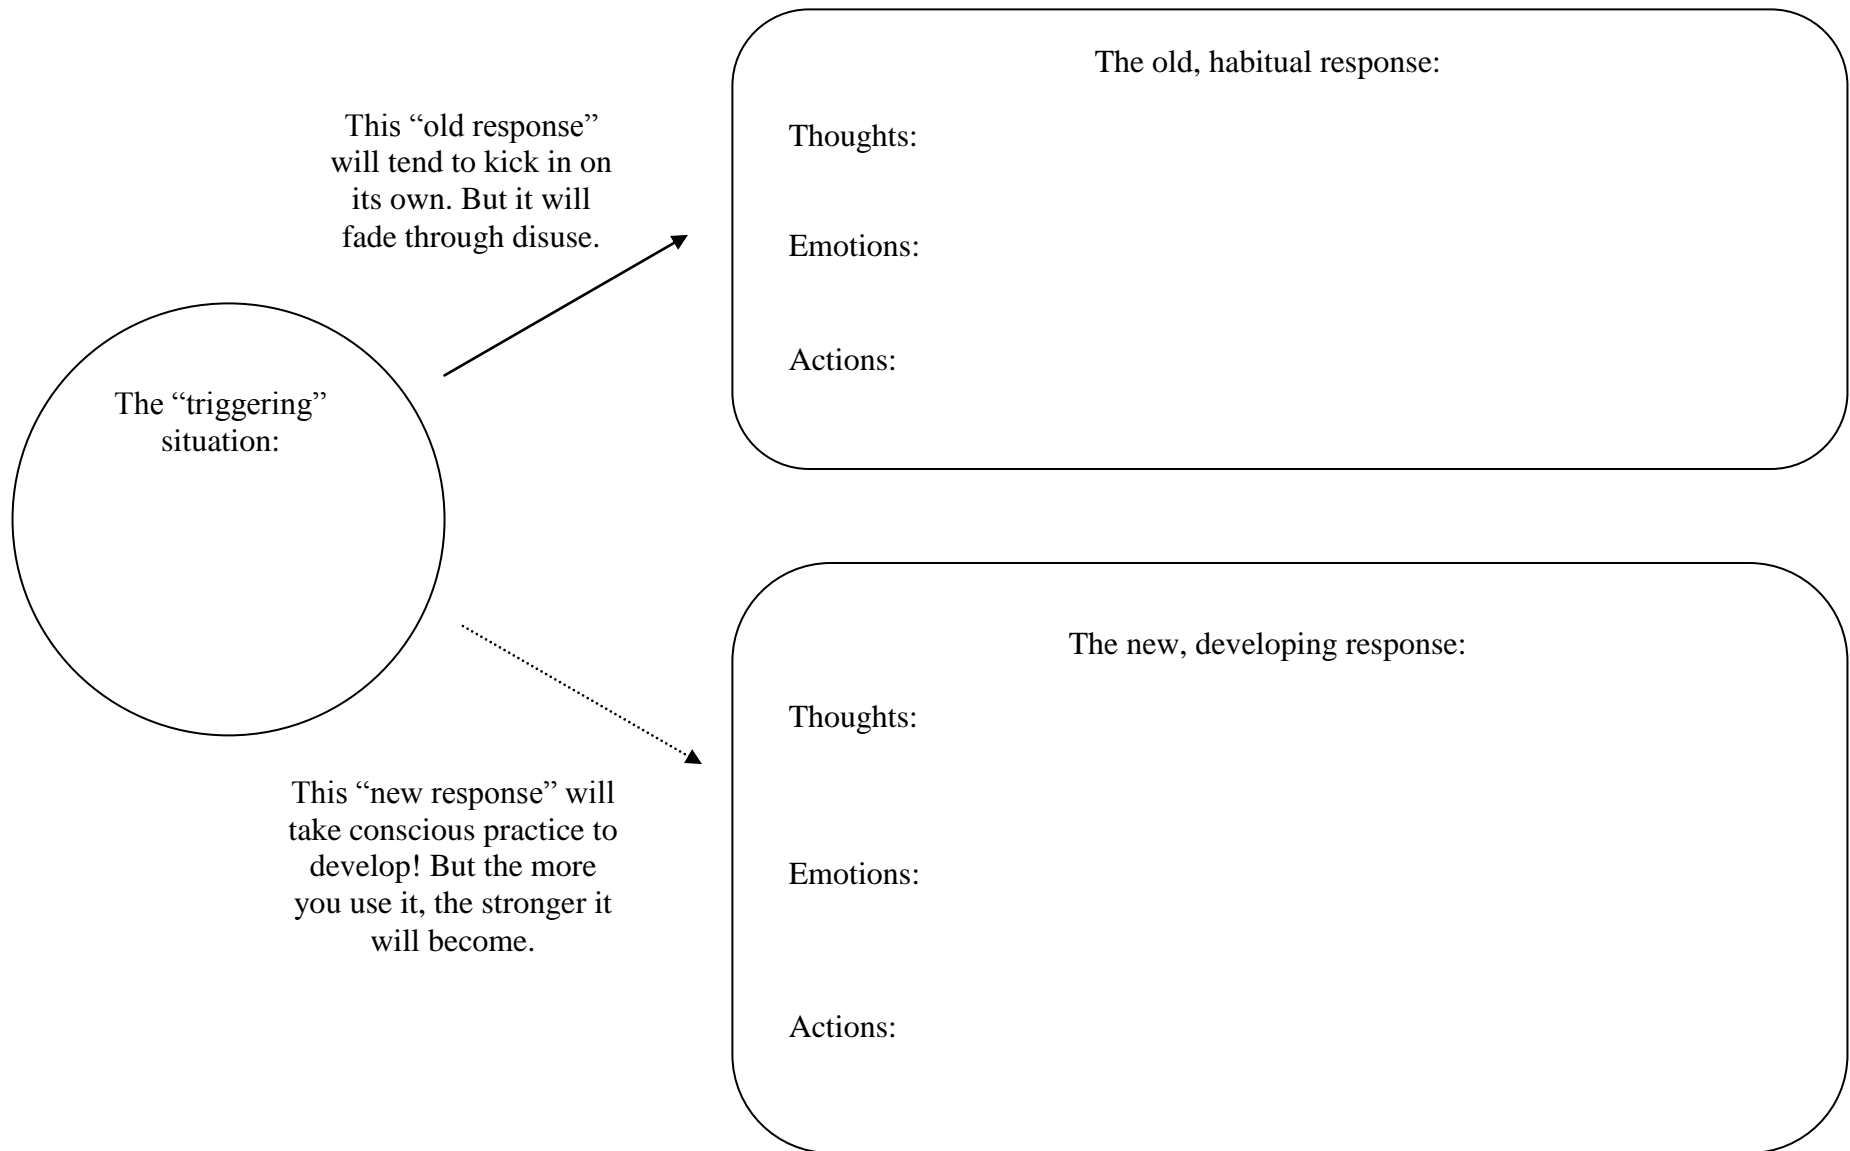 The old, habitual response:
Thoughts:
Emotions:
Actions:
This “old response”
will tend to kick in on
its own. But it will
fade through disuse.
The “triggering”
situation:
The new, developing response:
Thoughts:
Emotions:
Actions:
This “new response” will
take conscious practice to
develop! But the more
you use it, the stronger it
will become.